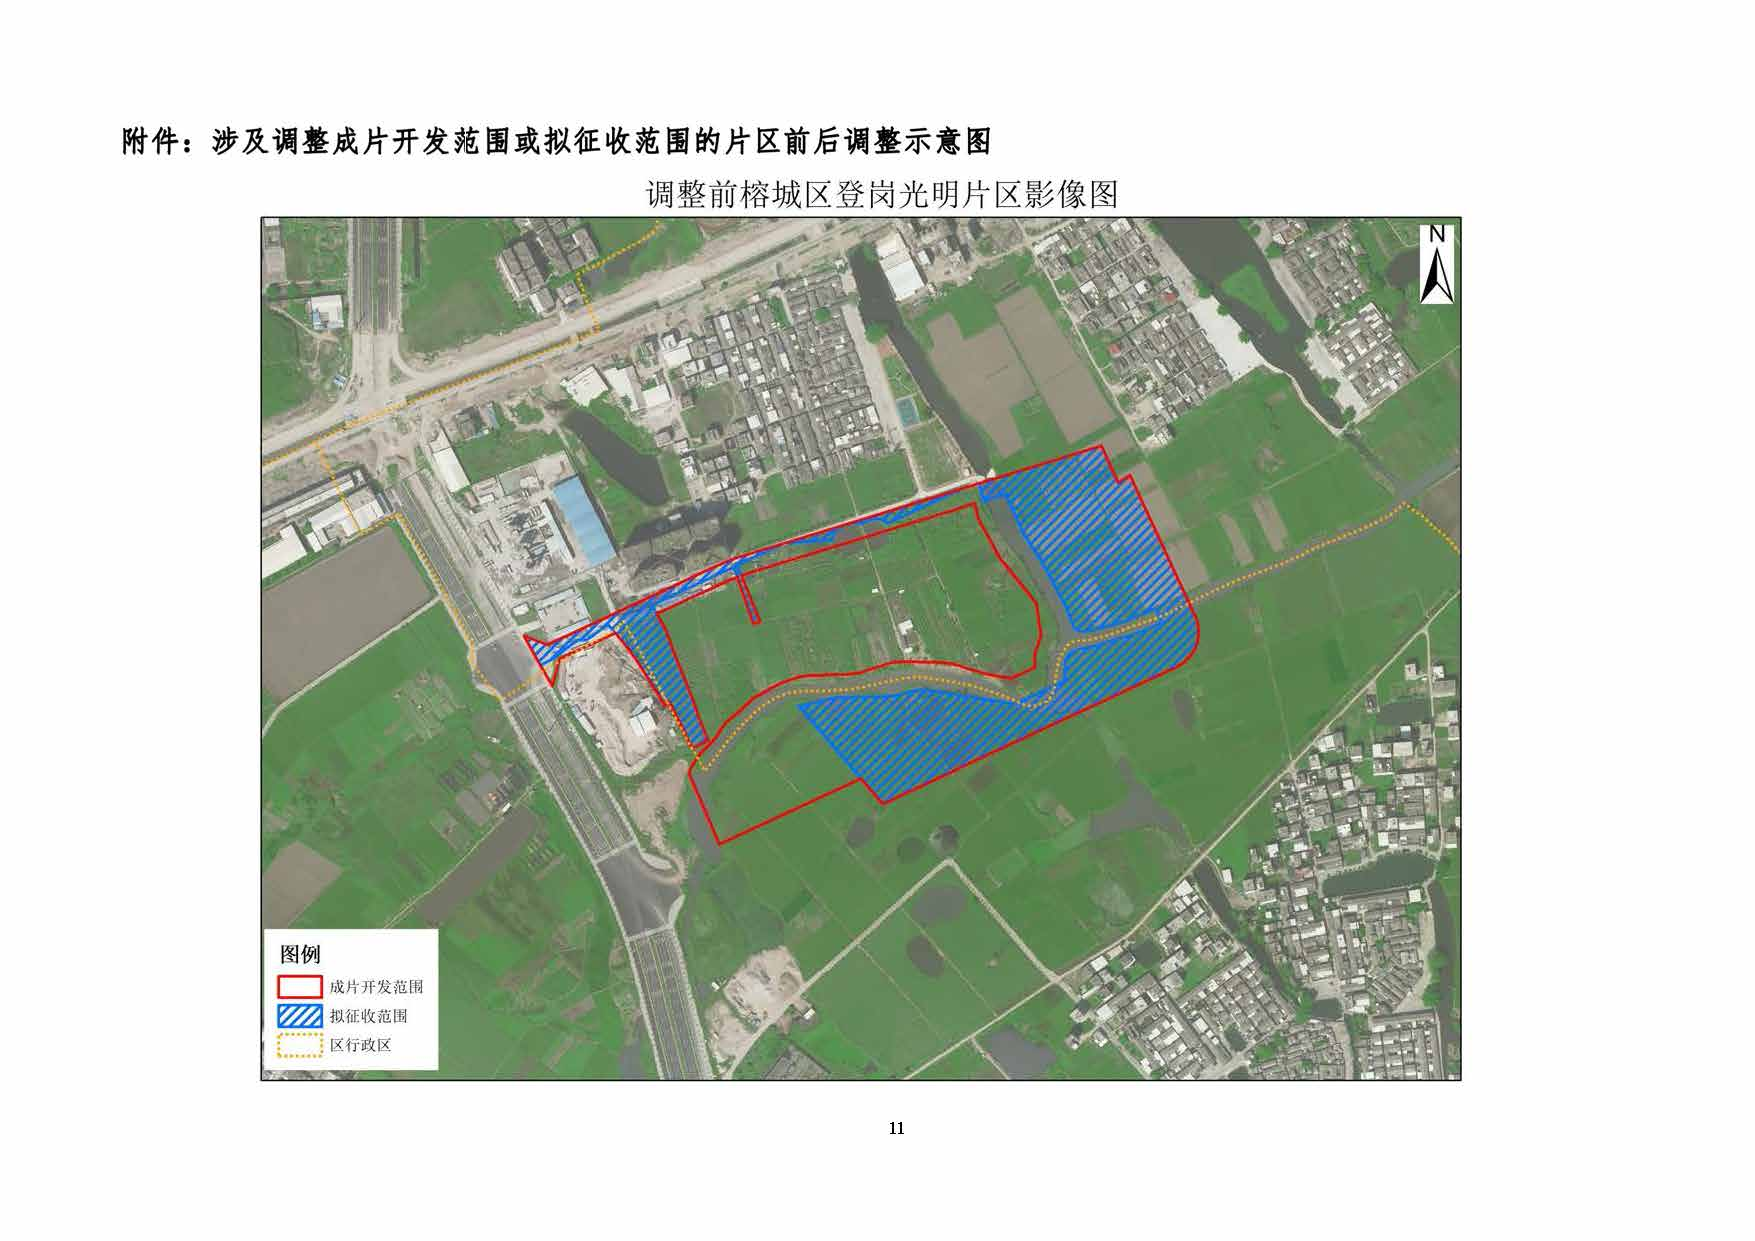 附件：涉及调整成片开发范围或拟征收范围的片区前后调整示意图
调整前榕城区登岗光明片区影像图
N
图例
成片开发范围
拟征收范围
区行政区
11